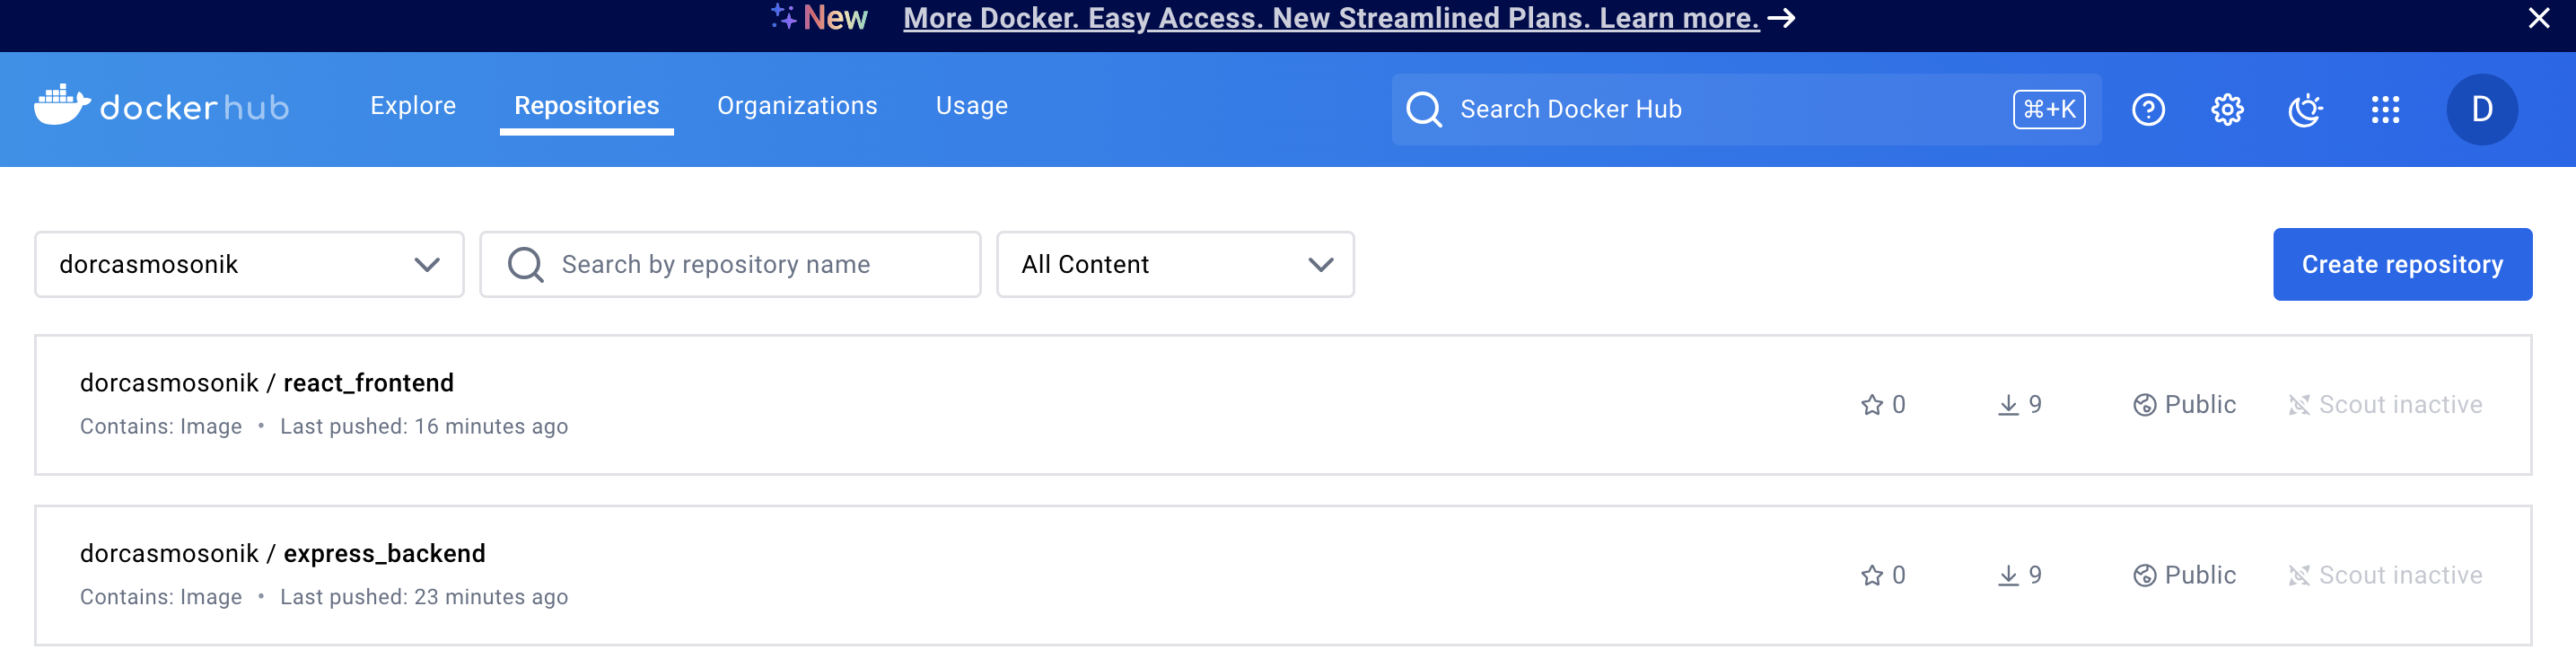 New More Docker. Easy Access. New Streamlined Plans. Learn more.
dockerhub Explore Repositories Organizations Usage Search Docker Hub ⌘+K D
dorcasmosonik Search by repository name All Content Create repository
dorcasmosonik / react_frontend
Contains: Image • Last pushed: 16 minutes ago
0 9 Public Scout inactive
dorcasmosonik / express_backend
Contains: Image • Last pushed: 23 minutes ago
0 9 Public Scout inactive